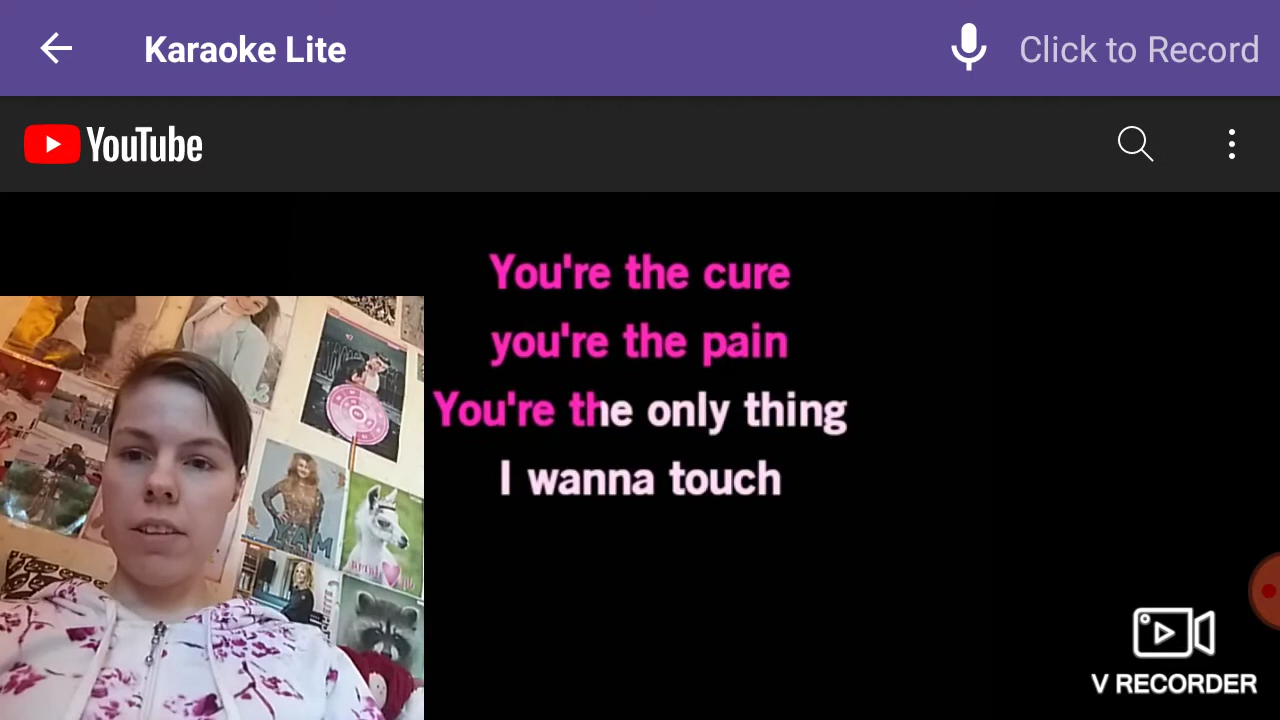 Karaoke Lite
Click to Record
YouTube
You're the cure
you're the pain
You're the only thing
I wanna touch
V RECORDER